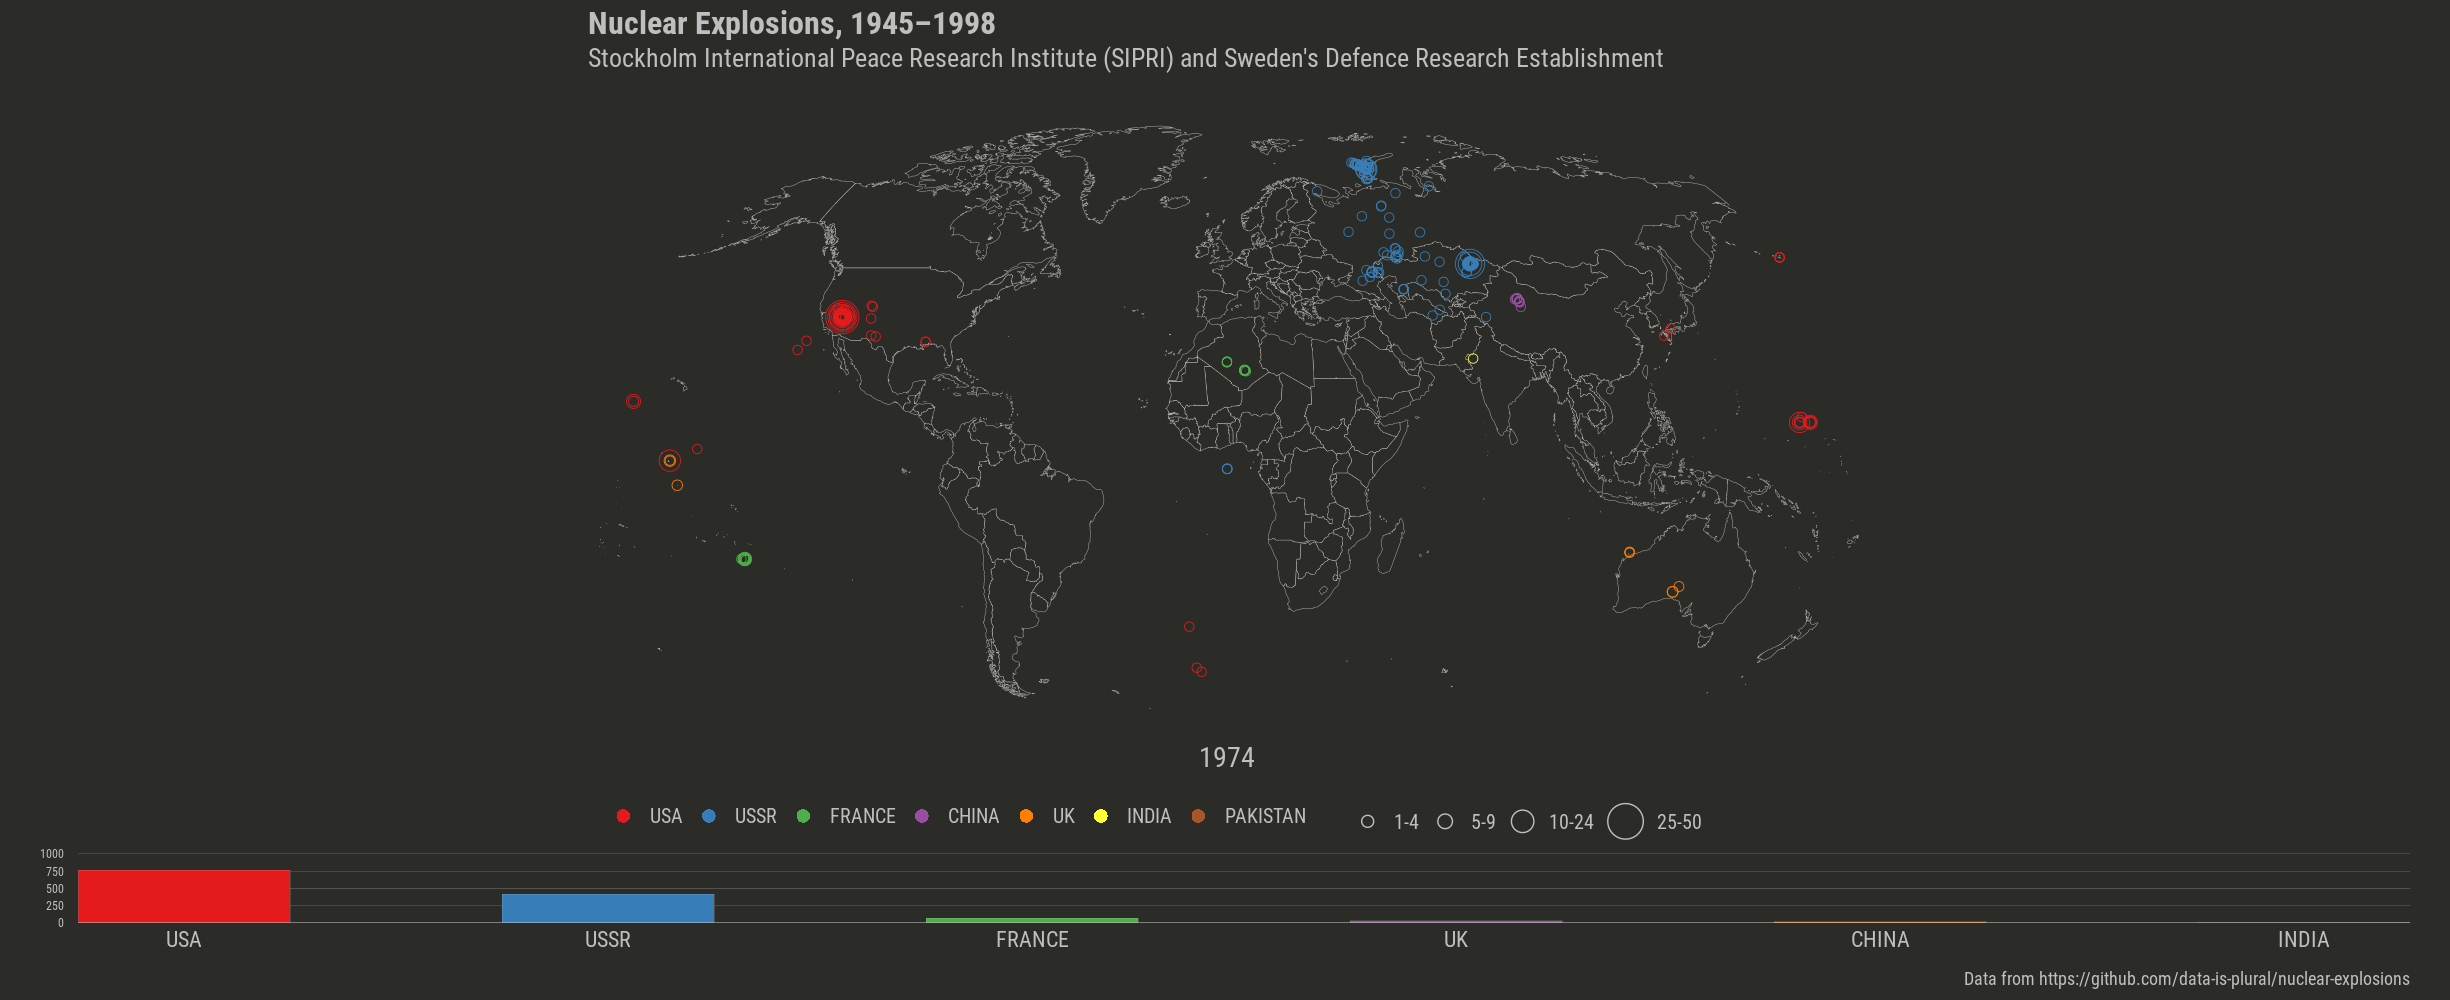 Nuclear Explosions, 1945–1998
Stockholm International Peace Research Institute (SIPRI) and Sweden's Defence Research Establishment
1974
USA USSR FRANCE CHINA UK INDIA PAKISTAN 1-4 5-9 10-24 25-50
1000
750
500
250
0
USA USSR FRANCE UK CHINA INDIA
Data from https://github.com/data-is-plural/nuclear-explosions